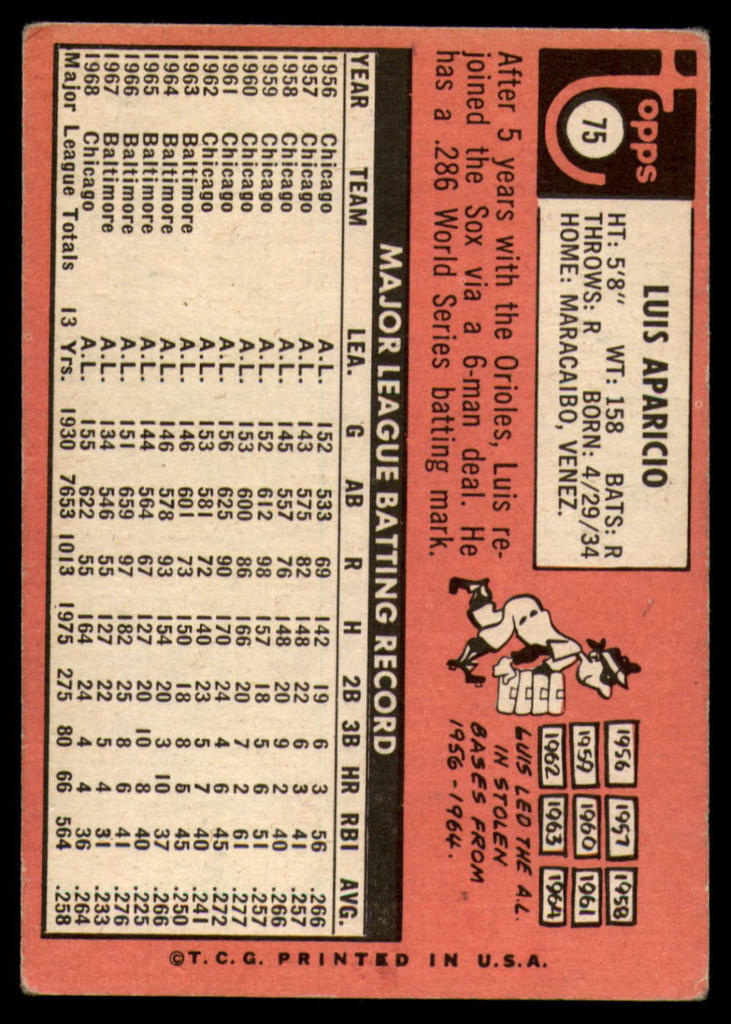 Topps
75
LUIS APARICIO
HT: 5'8" WT: 158 BATS: R
THROWS: R BORN: 4/29/34
HOME: MARACAIBO, VENEZ.
After 5 years with the Orioles, Luis re-
joined the Sox via a 6-man deal. He
has a .286 World Series batting mark.
1956 1957 1958
1959 1960 1961
1962 1963 1964
LUIS LED THE A.L.
IN STOLEN
BASES FROM
1956-1964.
MAJOR LEAGUE BATTING RECORD
YEAR TEAM LEA. G AB R H 2B 3B HR RBI AVG.
1956 Chicago A.L. 152 533 69 142 19 6 3 56 .266
1957 Chicago A.L. 143 575 82 148 22 6 3 41 .257
1958 Chicago A.L. 145 557 76 148 20 9 2 40 .266
1959 Chicago A.L. 152 612 98 157 18 5 6 51 .257
1960 Chicago A.L. 153 600 86 166 20 7 2 61 .277
1961 Chicago A.L. 156 625 90 170 24 4 6 45 .272
1962 Chicago A.L. 153 581 72 140 23 5 7 40 .241
1963 Baltimore A.L. 146 601 73 150 18 8 5 45 .250
1964 Baltimore A.L. 146 578 93 154 20 3 10 37 .266
1965 Baltimore A.L. 144 564 67 127 20 10 8 40 .225
1966 Baltimore A.L. 151 659 97 182 25 8 6 41 .276
1967 Baltimore A.L. 134 546 55 127 22 5 4 31 .233
1968 Chicago A.L. 155 622 55 164 24 4 4 36 .264
Major League Totals 13 Yrs. 1930 7653 1013 1975 275 80 66 564 .258
©T.C.G. PRINTED IN U.S.A.